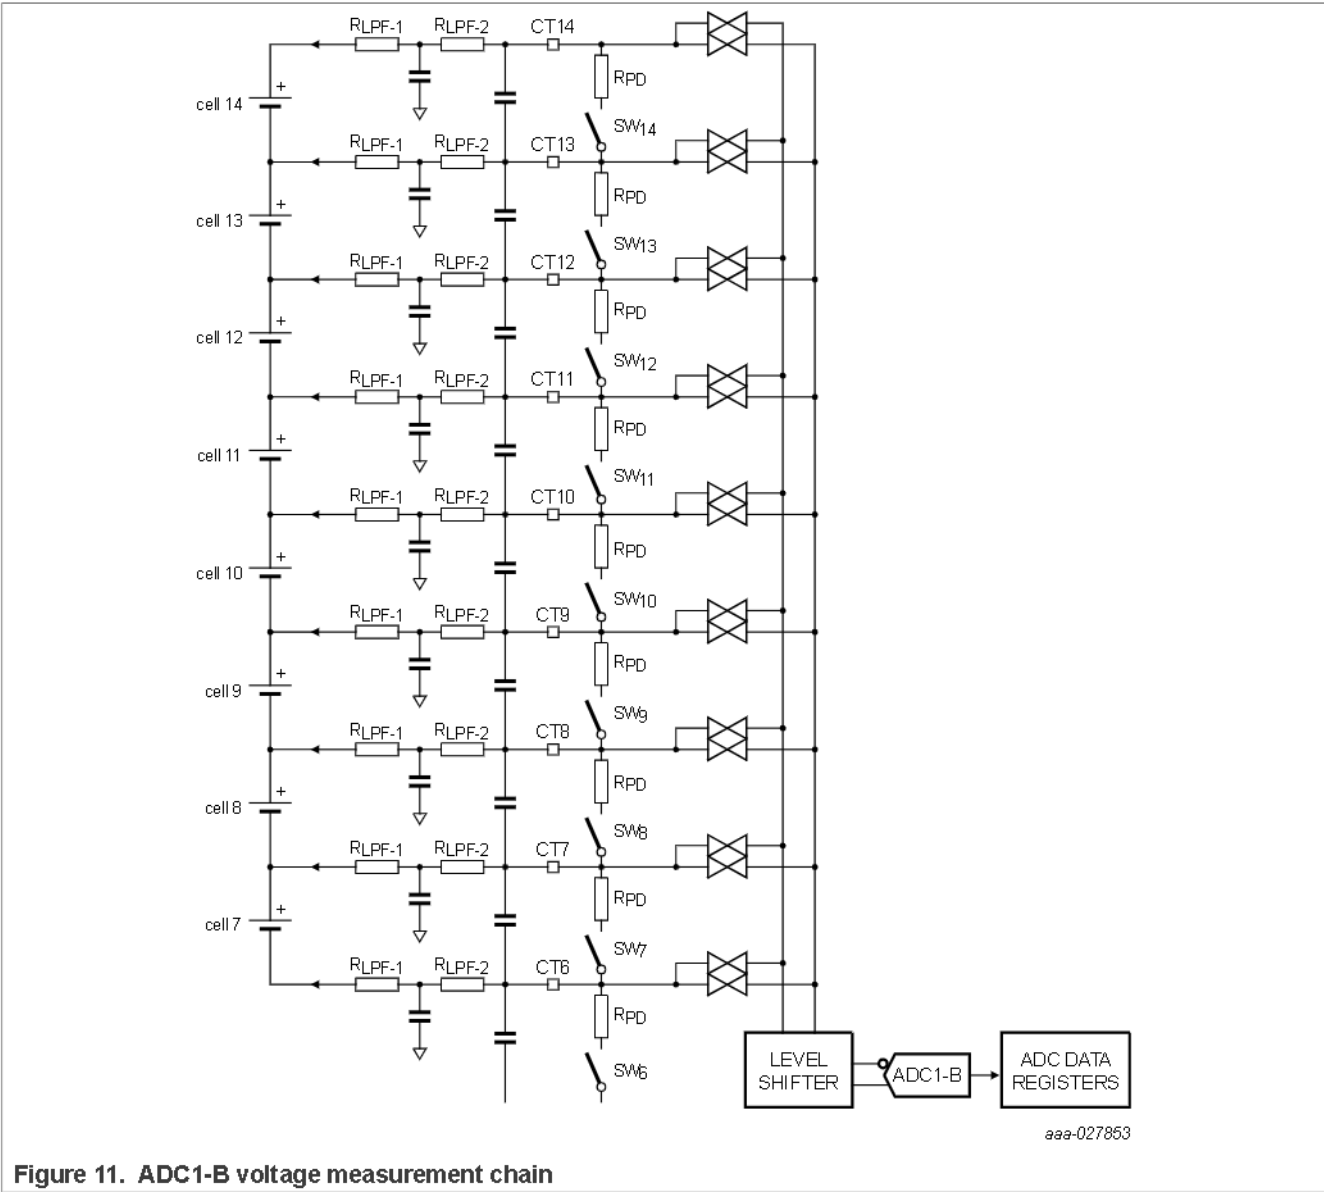 RLPF-1 RLPF-2 CT14
RPD
+
cell 14
SW14
RLPF-1 RLPF-2 CT13
RPD
+
cell 13
SW13
RLPF-1 RLPF-2 CT12
RPD
+
cell 12
SW12
RLPF-1 RLPF-2 CT11
RPD
+
cell 11
SW11
RLPF-1 RLPF-2 CT10
RPD
+
cell 10
SW10
RLPF-1 RLPF-2 CT9
RPD
+
cell 9
SW9
RLPF-1 RLPF-2 CT8
RPD
+
cell 8
SW8
RLPF-1 RLPF-2 CT7
RPD
+
cell 7
SW7
RLPF-1 RLPF-2 CT6
RPD
SW6
LEVEL
SHIFTER
ADC1-B
ADC DATA
REGISTERS
aaa-027853
Figure 11. ADC1-B voltage measurement chain